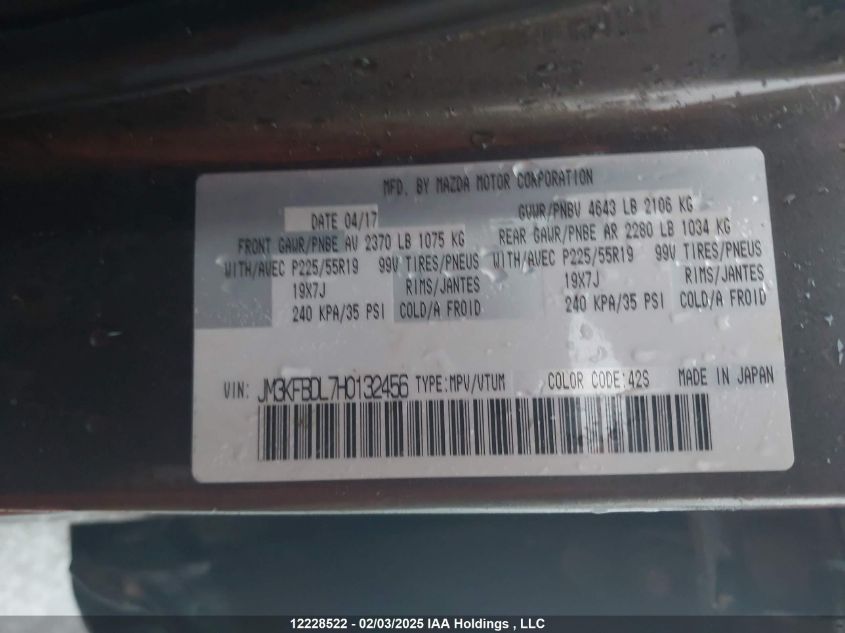 MFD. BY MAZDA MOTOR CORPORATION
DATE 04/17 GVWR/PNBV 4643 LB 2106 KG
FRONT GAWR/PNBE AV 2370 LB 1075 KG REAR GAWR/PNBE AR 2280 LB 1034 KG
WITH/AVEC P225/55R19 99V TIRES/PNEUS WITH/AVEC P225/55R19 99V TIRES/PNEUS
19X7J RIMS/JANTES 19X7J RIMS/JANTES
240 KPA/35 PSI COLD/A FROID 240 KPA/35 PSI COLD/A FROID
VIN: JM3KFBDL7H0132456 TYPE:MPV/VTUM COLOR CODE:42S MADE IN JAPAN
12228522 - 02/03/2025 IAA Holdings , LLC